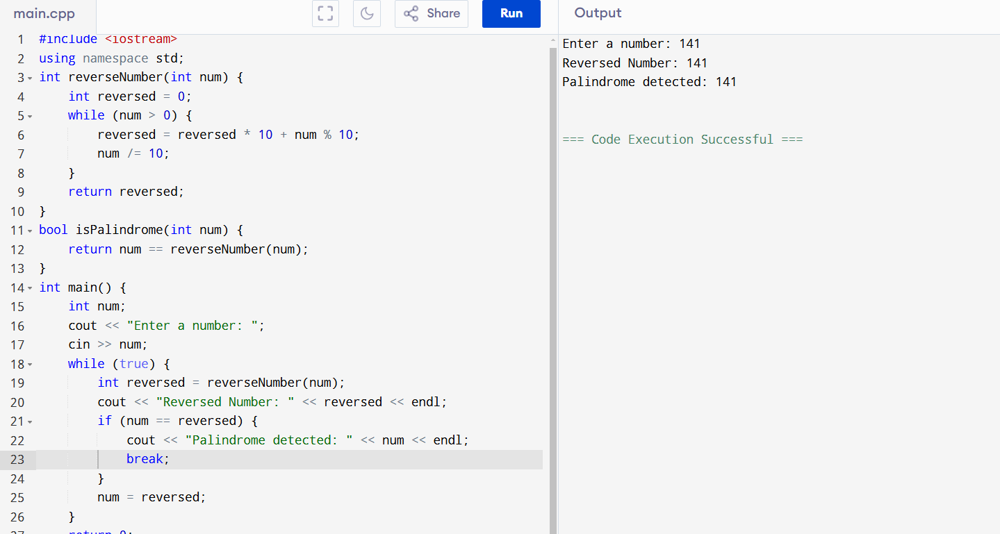 main.cpp
Share
Run
Output
1 #include <iostream>
2 using namespace std;
3 int reverseNumber(int num) {
4     int reversed = 0;
5     while (num > 0) {
6         reversed = reversed * 10 + num % 10;
7         num /= 10;
8     }
9     return reversed;
10 }
11 bool isPalindrome(int num) {
12     return num == reverseNumber(num);
13 }
14 int main() {
15     int num;
16     cout << "Enter a number: ";
17     cin >> num;
18     while (true) {
19         int reversed = reverseNumber(num);
20         cout << "Reversed Number: " << reversed << endl;
21         if (num == reversed) {
22             cout << "Palindrome detected: " << num << endl;
23             break;
24         }
25         num = reversed;
26     }
27     return 0;
Enter a number: 141
Reversed Number: 141
Palindrome detected: 141
=== Code Execution Successful ===